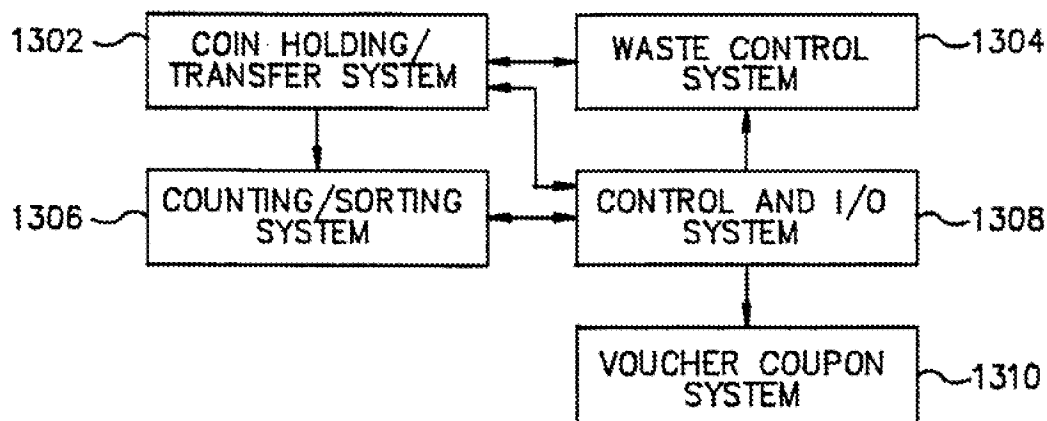 1302
COIN HOLDING/
TRANSFER SYSTEM
WASTE CONTROL
SYSTEM
1304
1306
COUNTING/SORTING
SYSTEM
CONTROL AND I/O
SYSTEM
1308
VOUCHER COUPON
SYSTEM
1310